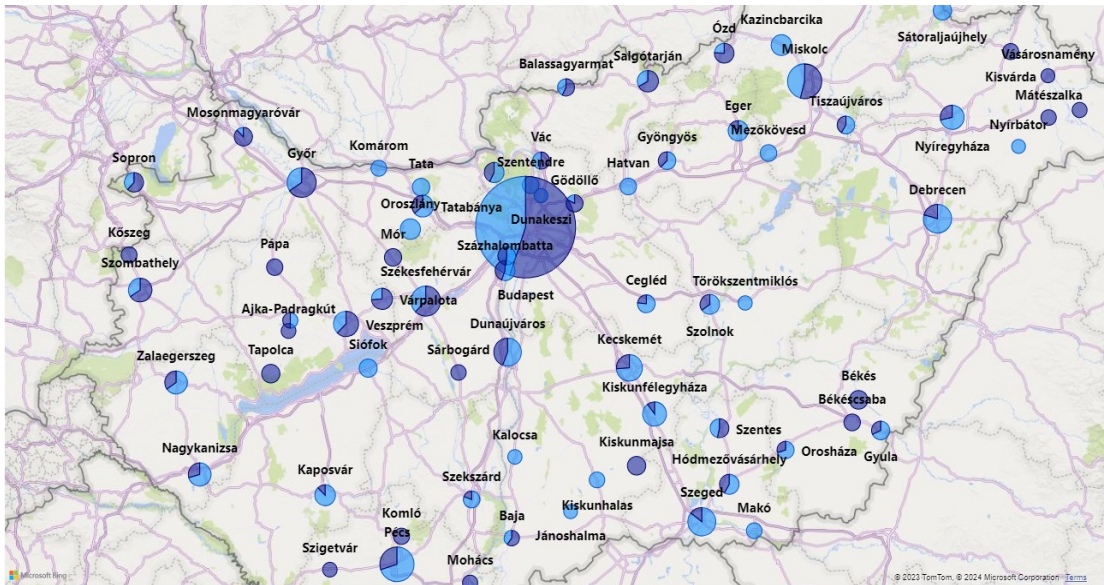 Kazincbarcika
Ózd
Miskolc
Sátoraljaújhely
Salgótarján
Balassagyarmat
Vásárosnamény
Kisvárda
Mátészalka
Tiszaújváros
Eger
Mezőkövesd
Nyírbátor
Mosonmagyaróvár
Vác
Gyöngyös
Nyíregyháza
Komárom
Szentendre
Hatvan
Sopron
Győr
Tata
Gödöllő
Debrecen
Oroszlány
Tatabánya
Dunakeszi
Kőszeg
Mór
Százhalombatta
Pápa
Szombathely
Székesfehérvár
Cegléd
Törökszentmiklós
Várpalota
Budapest
Ajka-Padragkút
Veszprém
Dunaújváros
Szolnok
Siófok
Kecskemét
Zalaegerszeg
Tapolca
Sárbogárd
Békés
Kiskunfélegyháza
Békéscsaba
Nagykanizsa
Kalocsa
Kiskunmajsa
Szentes
Orosháza
Gyula
Hódmezővásárhely
Kaposvár
Szekszárd
Kiskunhalas
Szeged
Makó
Komló
Baja
Jánoshalma
Pécs
Szigetvár
Mohács
Microsoft Bing
© 2023 TomTom, © 2024 Microsoft Corporation Terms